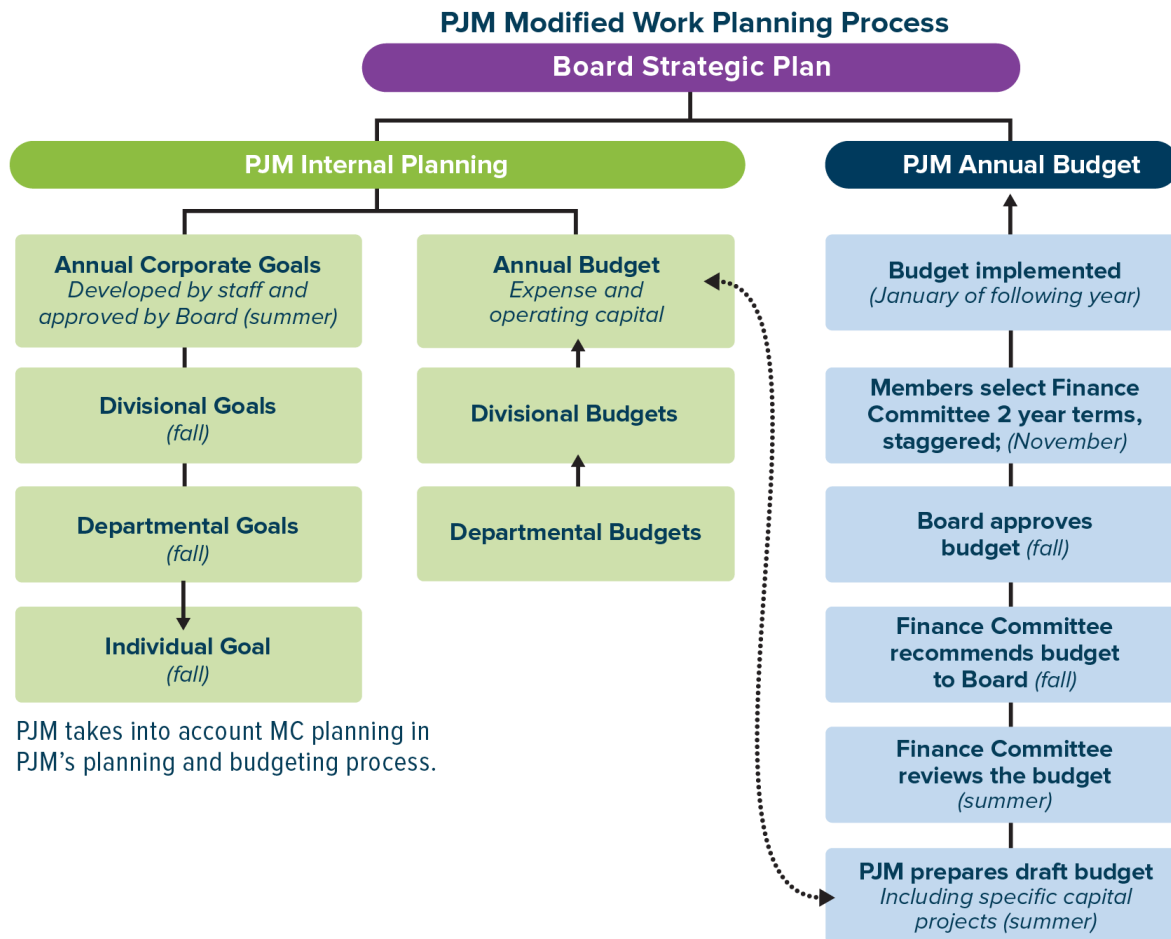 PJM Modified Work Planning Process
Board Strategic Plan
PJM Internal Planning
Annual Corporate Goals
Developed by staff and
approved by Board (summer)
Divisional Goals
(fall)
Departmental Goals
(fall)
Individual Goal
(fall)
PJM takes into account MC planning in
PJM's planning and budgeting process.
Annual Budget
Expense and
operating capital
Divisional Budgets
Departmental Budgets
PJM Annual Budget
Budget implemented
(January of following year)
Members select Finance
Committee 2 year terms,
staggered; (November)
Board approves
budget (fall)
Finance Committee
recommends budget
to Board (fall)
Finance Committee
reviews the budget
(summer)
PJM prepares draft budget
Including specific capital
projects (summer)